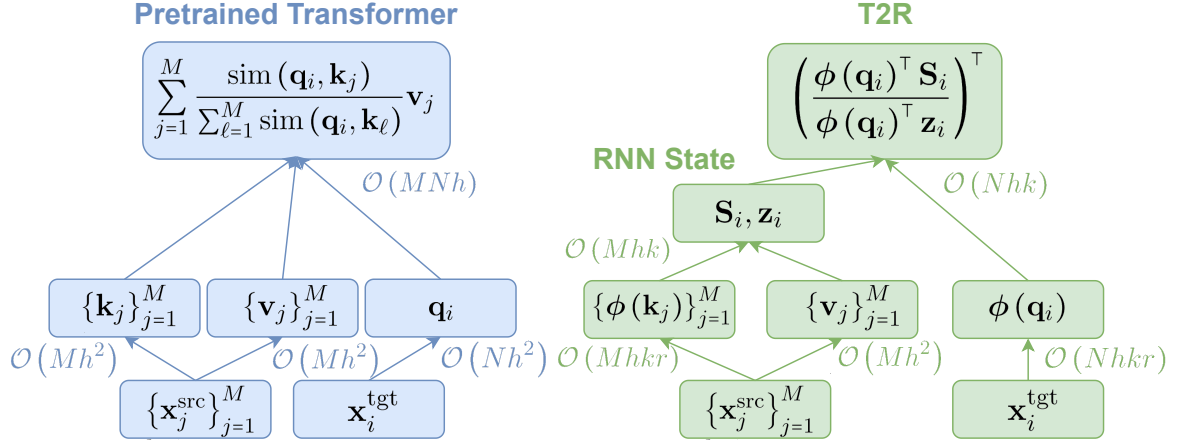 Pretrained Transformer
$\sum_{j=1}^{M} \frac{\mathrm{sim}\,(\mathbf{q}_i, \mathbf{k}_j)}{\sum_{\ell=1}^{M} \mathrm{sim}\,(\mathbf{q}_i, \mathbf{k}_\ell)} \mathbf{v}_j$
$\mathcal{O}(MNh)$
$\{\mathbf{k}_j\}_{j=1}^{M}$
$\{\mathbf{v}_j\}_{j=1}^{M}$
$\mathbf{q}_i$
$\mathcal{O}(Mh^2)$
$\mathcal{O}(Mh^2)$
$\mathcal{O}(Nh^2)$
$\{\mathbf{x}_j^{\mathrm{src}}\}_{j=1}^{M}$
$\mathbf{x}_i^{\mathrm{tgt}}$
T2R
$\left( \frac{\boldsymbol{\phi}(\mathbf{q}_i)^\top \mathbf{S}_i}{\boldsymbol{\phi}(\mathbf{q}_i)^\top \mathbf{z}_i} \right)^\top$
RNN State
$\mathcal{O}(Nhk)$
$\mathbf{S}_i, \mathbf{z}_i$
$\mathcal{O}(Mhk)$
$\{\boldsymbol{\phi}(\mathbf{k}_j)\}_{j=1}^{M}$
$\{\mathbf{v}_j\}_{j=1}^{M}$
$\boldsymbol{\phi}(\mathbf{q}_i)$
$\mathcal{O}(Mhkr)$
$\mathcal{O}(Mh^2)$
$\mathcal{O}(Nhkr)$
$\{\mathbf{x}_j^{\mathrm{src}}\}_{j=1}^{M}$
$\mathbf{x}_i^{\mathrm{tgt}}$